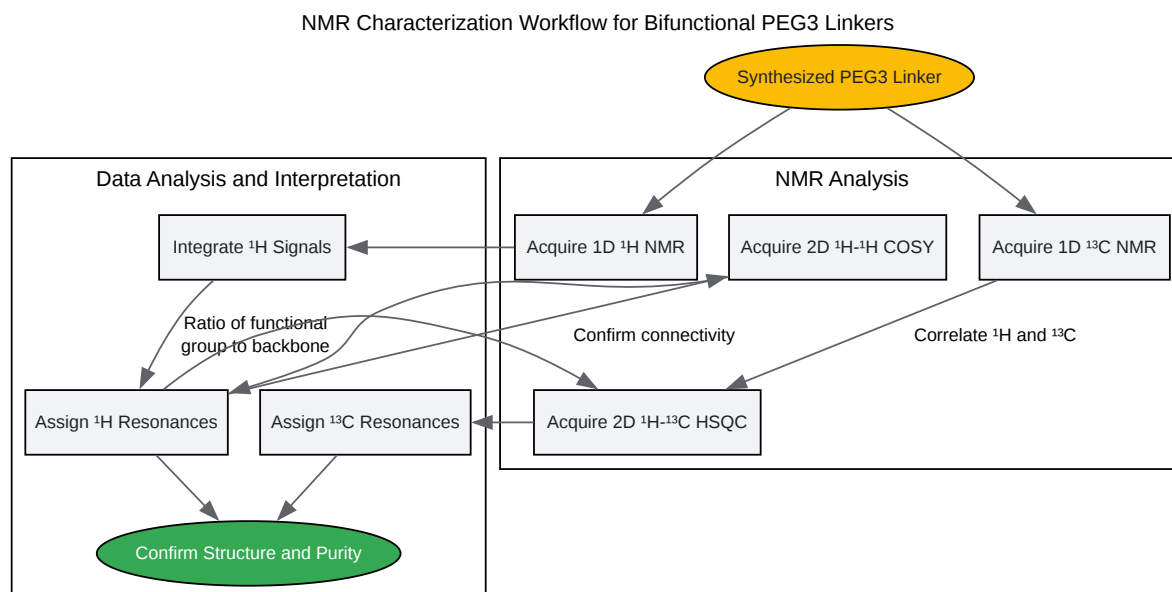 NMR Characterization Workflow for Bifunctional PEG3 Linkers
Synthesized PEG3 Linker
Data Analysis and Interpretation
NMR Analysis
Integrate ¹H Signals
Acquire 1D ¹H NMR
Acquire 2D ¹H-¹H COSY
Acquire 1D ¹³C NMR
Ratio of functional
group to backbone
Confirm connectivity
Correlate ¹H and ¹³C
Assign ¹H Resonances
Assign ¹³C Resonances
Acquire 2D ¹H-¹³C HSQC
Confirm Structure and Purity